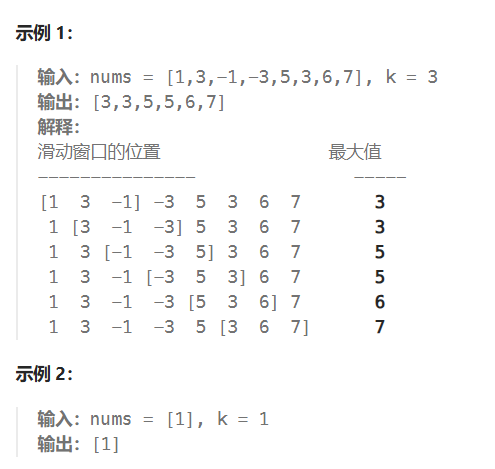 示例 1：
输入：nums = [1,3,-1,-3,5,3,6,7], k = 3
输出：[3,3,5,5,6,7]
解释：
滑动窗口的位置                最大值
---------------               -----
[1  3  -1] -3  5  3  6  7       3
 1 [3  -1  -3] 5  3  6  7       3
 1  3 [-1  -3  5] 3  6  7       5
 1  3  -1 [-3  5  3] 6  7       5
 1  3  -1  -3 [5  3  6] 7       6
 1  3  -1  -3  5 [3  6  7]      7
示例 2：
输入：nums = [1], k = 1
输出：[1]